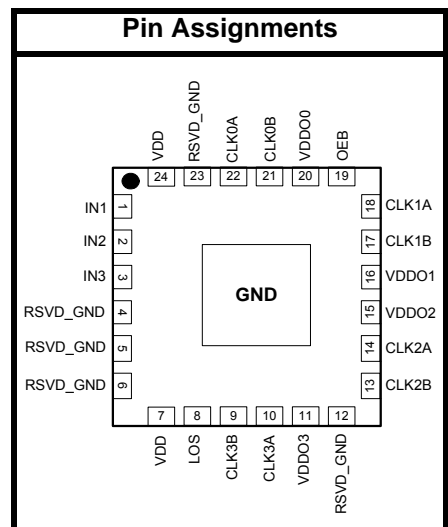 Pin Assignments
VDD
RSVD_GND
CLK0A
CLK0B
VDDO0
OEB
24 23 22 21 20 19
IN1 1
IN2 2
IN3 3
RSVD_GND 4
RSVD_GND 5
RSVD_GND 6
GND
18 CLK1A
17 CLK1B
16 VDDO1
15 VDDO2
14 CLK2A
13 CLK2B
7 8 9 10 11 12
VDD
LOS
CLK3B
CLK3A
VDDO3
RSVD_GND